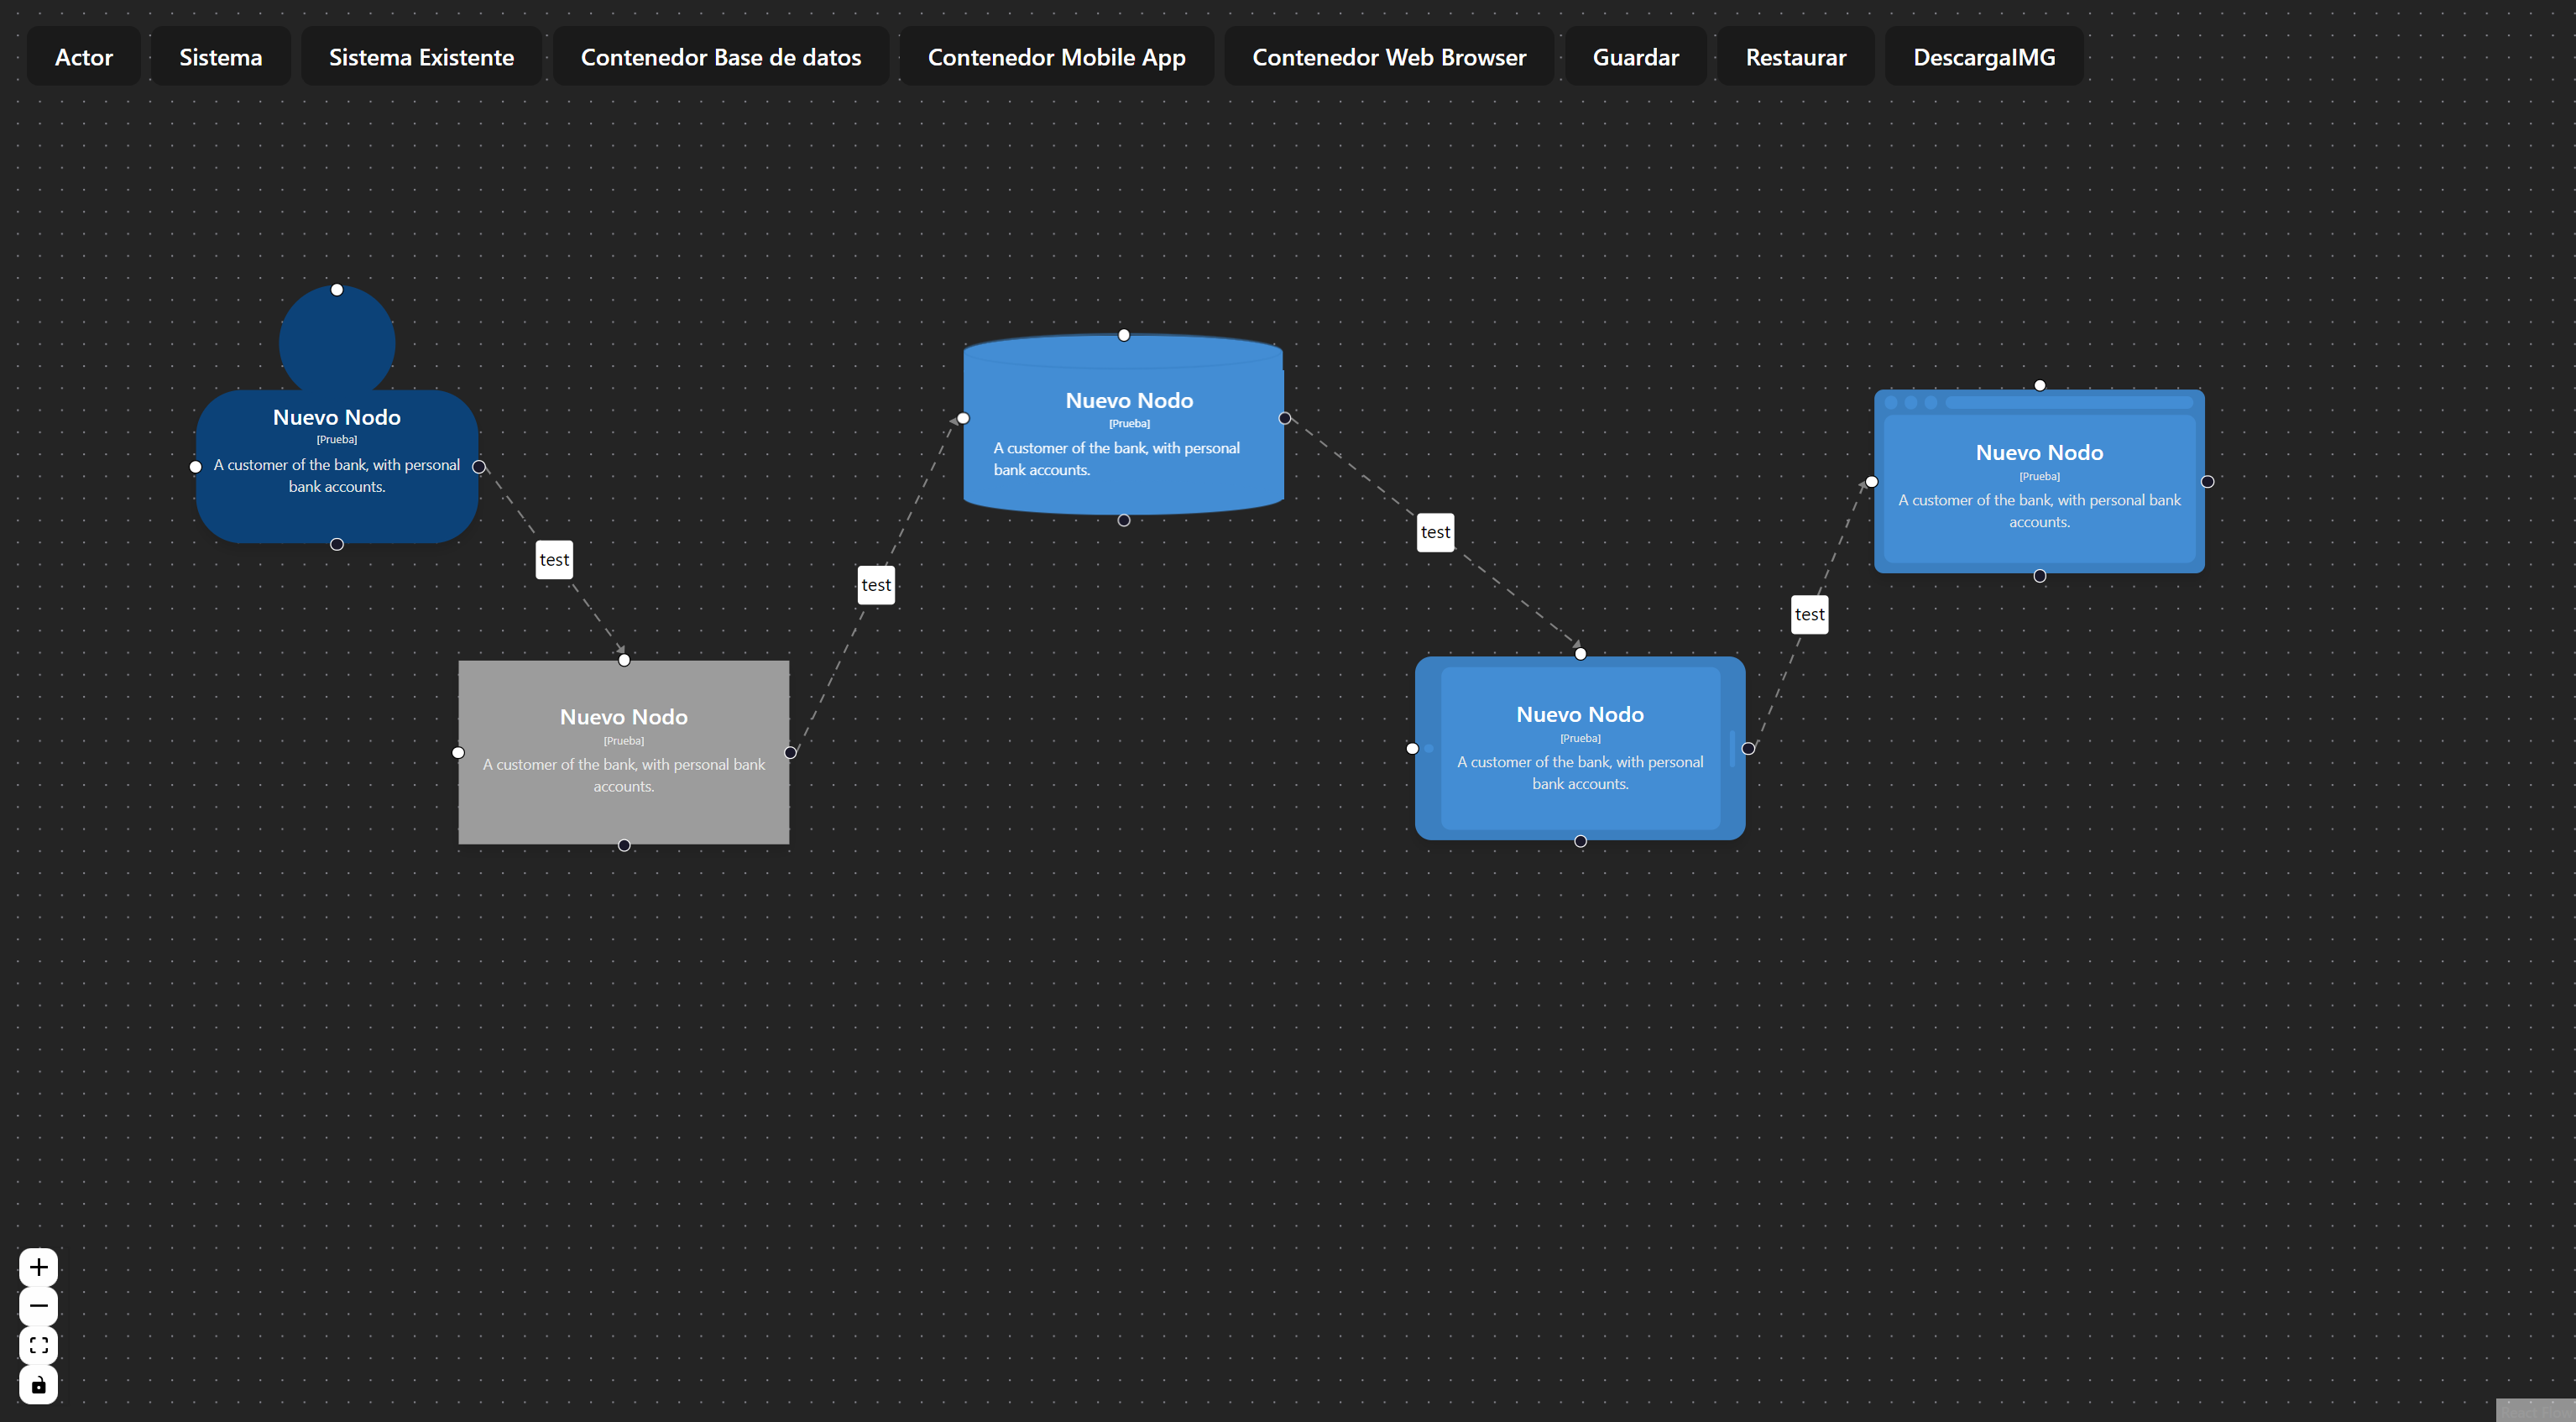 Actor
Sistema
Sistema Existente
Contenedor Base de datos
Contenedor Mobile App
Contenedor Web Browser
Guardar
Restaurar
DescargaIMG
Nuevo Nodo
[Prueba]
A customer of the bank, with personal
bank accounts.
test
Nuevo Nodo
[Prueba]
A customer of the bank, with personal bank
accounts.
test
Nuevo Nodo
[Prueba]
A customer of the bank, with personal
bank accounts.
test
Nuevo Nodo
[Prueba]
A customer of the bank, with personal
bank accounts.
test
Nuevo Nodo
[Prueba]
A customer of the bank, with personal bank
accounts.